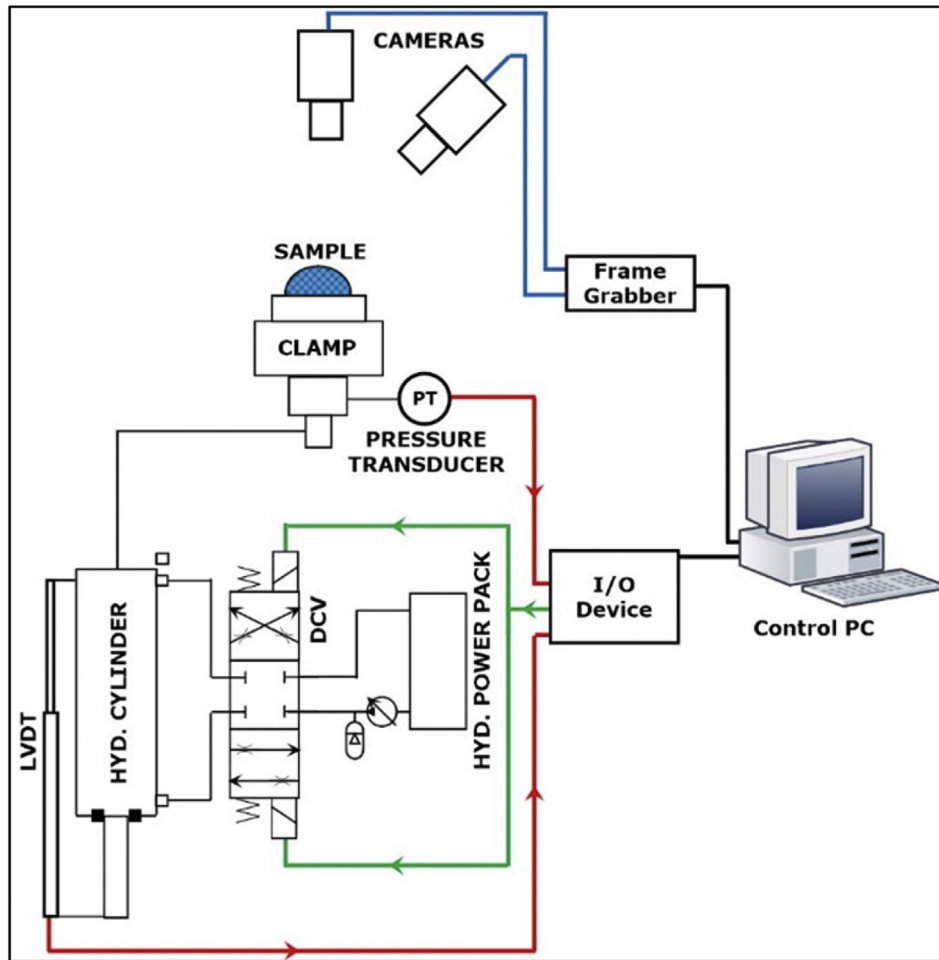 CAMERAS
SAMPLE
Frame
Grabber
CLAMP
PT
PRESSURE
TRANSDUCER
I/O
Device
Control PC
DCV
HYD. POWER PACK
HYD. CYLINDER
LVDT